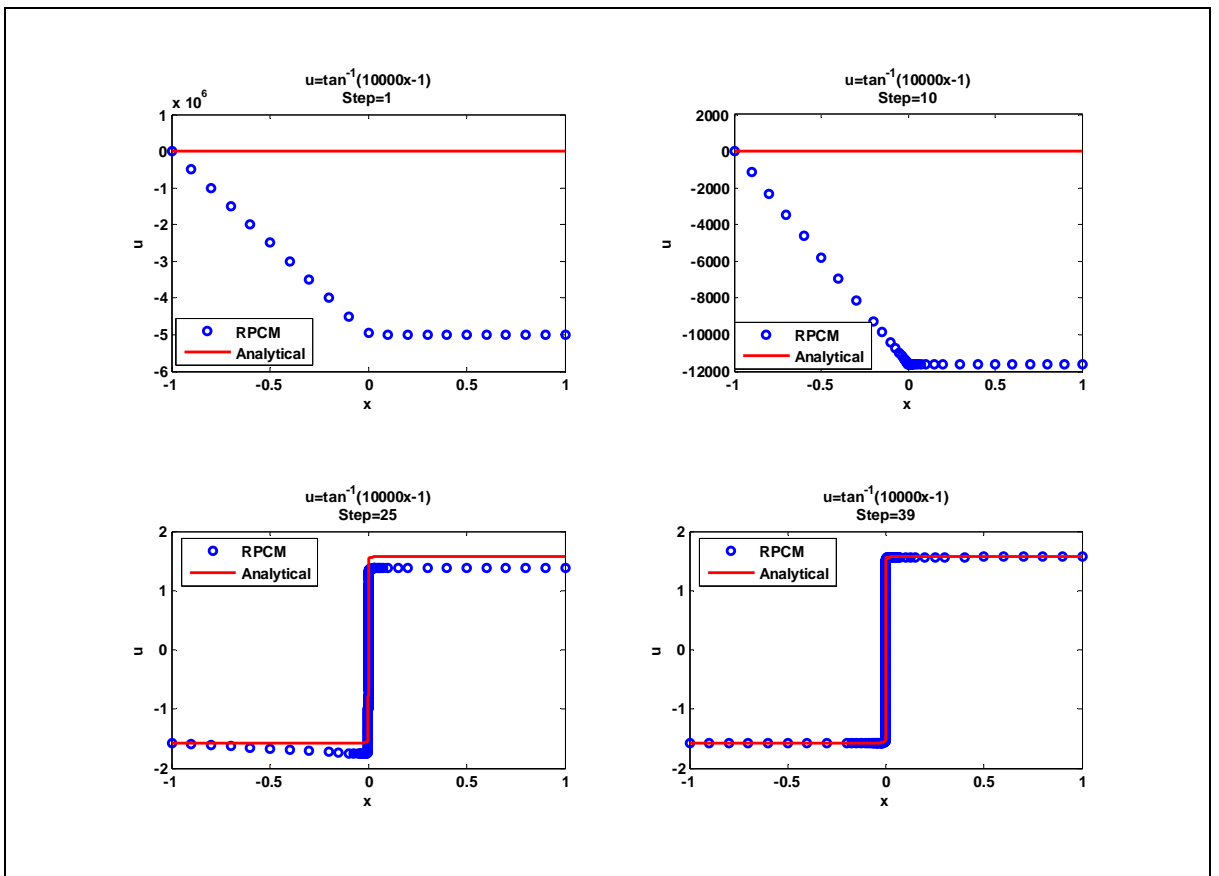 u=tan⁻¹(10000x-1)
Step=1
x 10⁶
1
0
-1
-2
-3
-4
-5
-6
u
RPCM
Analytical
-1 -0.5 0 0.5 1
x
u=tan⁻¹(10000x-1)
Step=10
2000
0
-2000
-4000
-6000
-8000
-10000
-12000
u
RPCM
Analytical
-1 -0.5 0 0.5 1
x
u=tan⁻¹(10000x-1)
Step=25
2
1
0
-1
-2
u
RPCM
Analytical
-1 -0.5 0 0.5 1
x
u=tan⁻¹(10000x-1)
Step=39
2
1
0
-1
-2
u
RPCM
Analytical
-1 -0.5 0 0.5 1
x